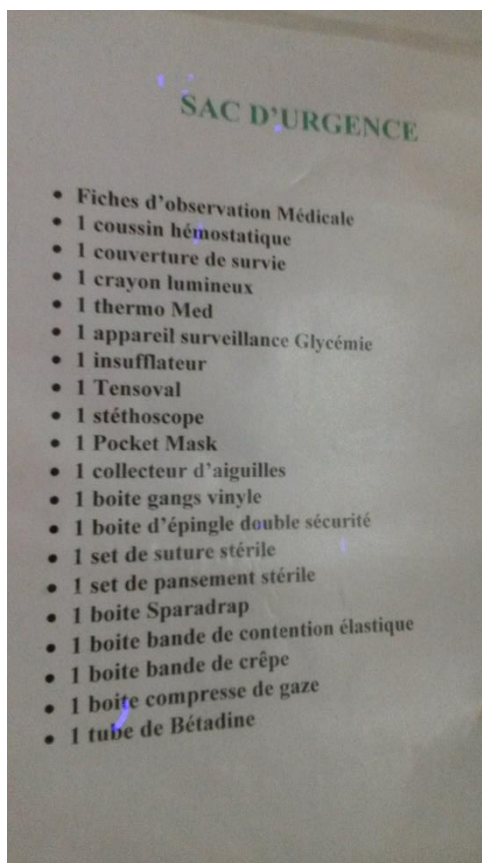 SAC D'URGENCE
• Fiches d'observation Médicale
• 1 coussin hémostatique
• 1 couverture de survie
• 1 crayon lumineux
• 1 thermo Med
• 1 appareil surveillance Glycémie
• 1 insufflateur
• 1 Tensoval
• 1 stéthoscope
• 1 Pocket Mask
• 1 collecteur d'aiguilles
• 1 boite gangs vinyle
• 1 boite d'épingle double sécurité
• 1 set de suture stérile
• 1 set de pansement stérile
• 1 boite Sparadrap
• 1 boite bande de contention élastique
• 1 boite bande de crêpe
• 1 boite compresse de gaze
• 1 tube de Bétadine